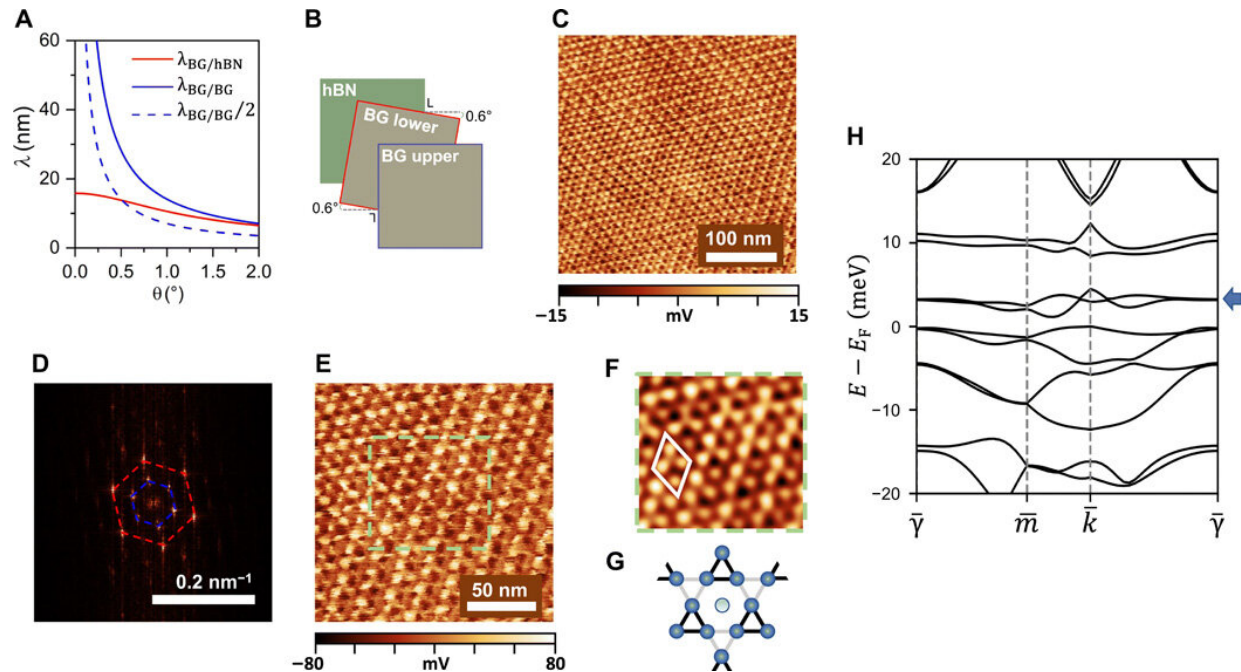 A
60
40
20
0
λ (nm)
0.0
0.5
1.0
1.5
2.0
θ(°)
λBG/hBN
λBG/BG
λBG/BG/2
B
hBN
L
BG lower
0.6°
BG upper
0.6°
C
100 nm
−15
mV
15
D
0.2 nm⁻¹
E
50 nm
−80
mV
80
F
G
H
20
10
0
−10
−20
E − EF (meV)
γ̄
m̄
k̄
γ̄